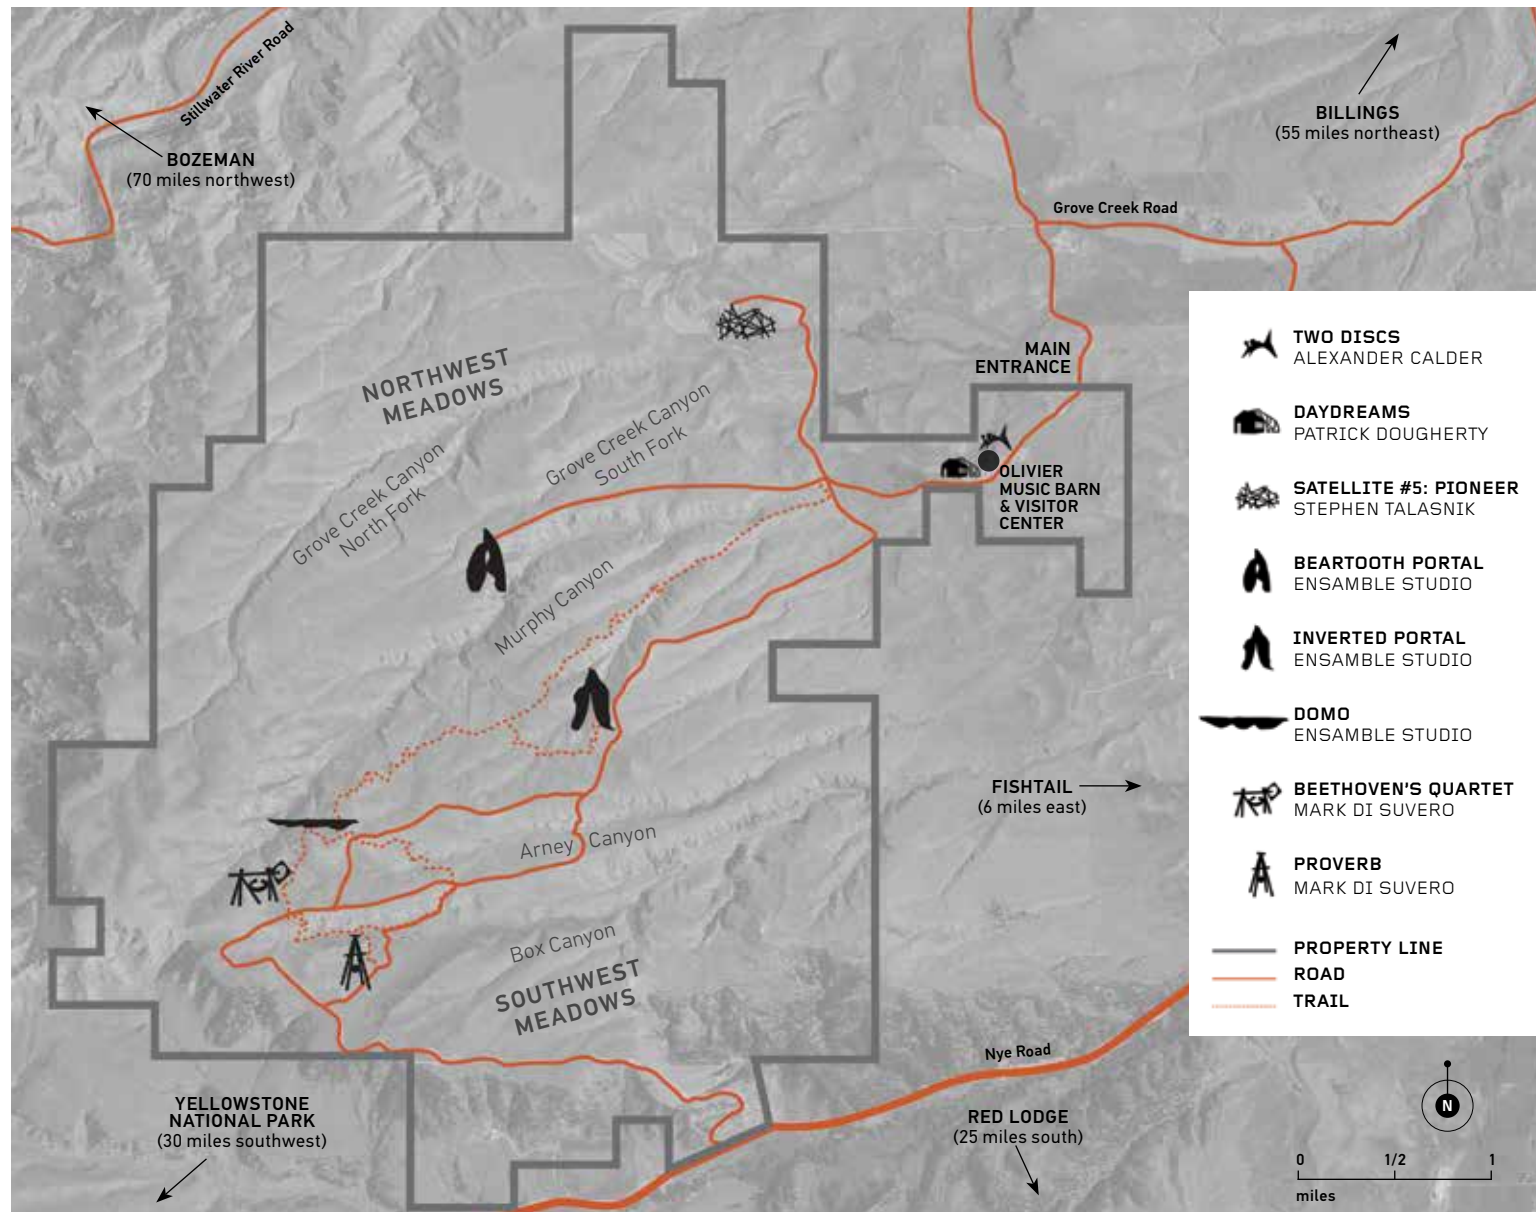 Stillwater River Road
BOZEMAN
(70 miles northwest)
BILLINGS
(55 miles northeast)
Grove Creek Road
MAIN
ENTRANCE
NORTHWEST
MEADOWS
Grove Creek Canyon
South Fork
Grove Creek Canyon
North Fork
OLIVIER
MUSIC BARN
& VISITOR
CENTER
Murphy Canyon
FISHTAIL
(6 miles east)
Arney Canyon
Box Canyon
SOUTHWEST
MEADOWS
Nye Road
YELLOWSTONE
NATIONAL PARK
(30 miles southwest)
RED LODGE
(25 miles south)
TWO DISCS
ALEXANDER CALDER
DAYDREAMS
PATRICK DOUGHERTY
SATELLITE #5: PIONEER
STEPHEN TALASNIK
BEARTOOTH PORTAL
ENSAMBLE STUDIO
INVERTED PORTAL
ENSAMBLE STUDIO
DOMO
ENSAMBLE STUDIO
BEETHOVEN'S QUARTET
MARK DI SUVERO
PROVERB
MARK DI SUVERO
PROPERTY LINE
ROAD
TRAIL
N
0 1/2 1
miles